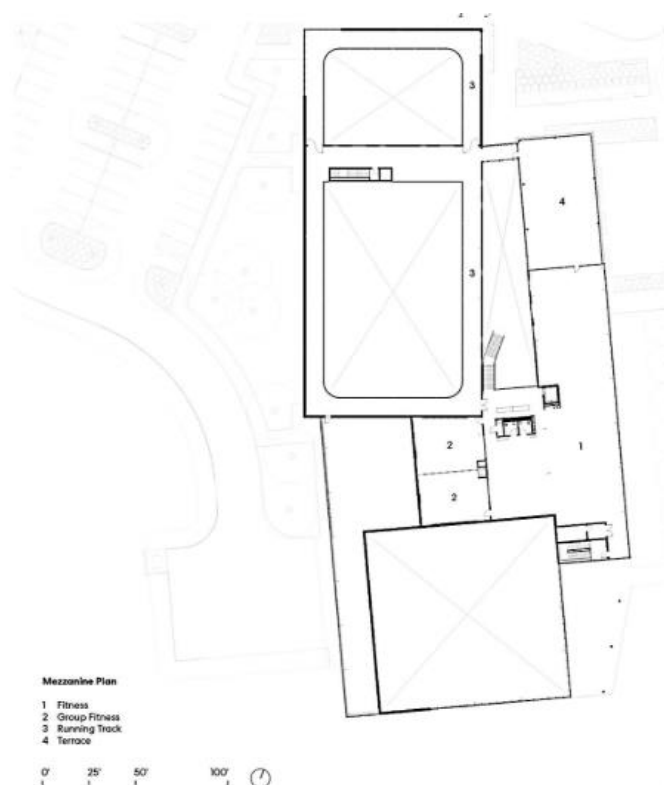 3
4
3
2
1
2
Mezzanine Plan
1 Fitness
2 Group Fitness
3 Running Track
4 Terrace
0' 25' 50' 100'